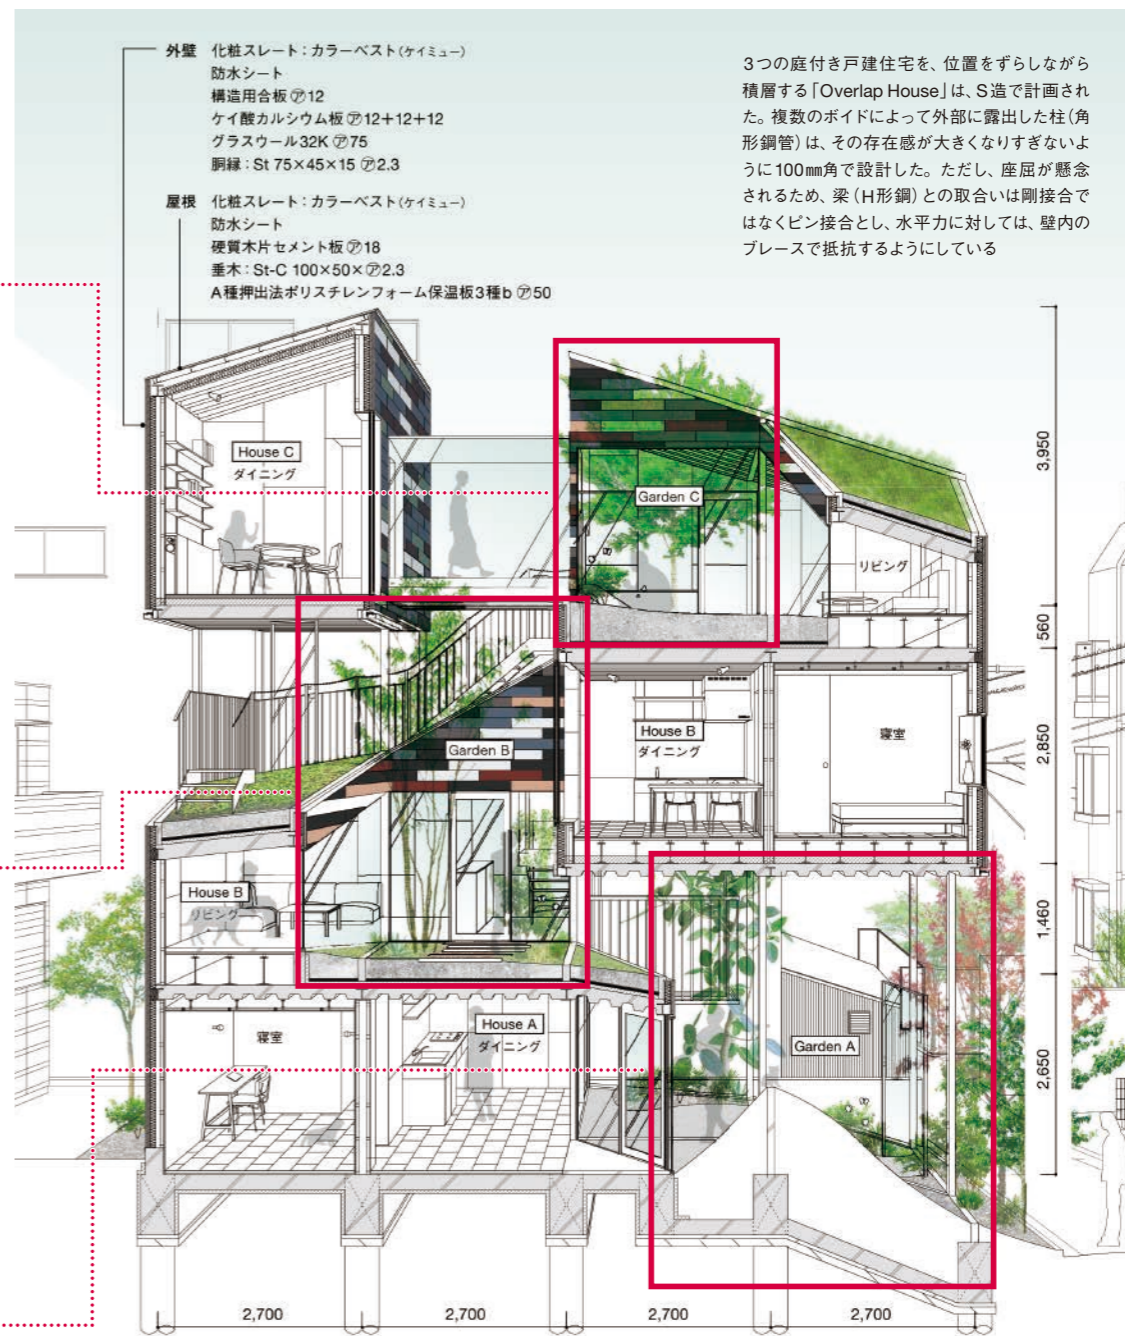 外壁 化粧スレート：カラーベスト（ケイミュー）
防水シート
構造用合板㋐12
ケイ酸カルシウム板㋐12+12+12
グラスウール32K㋐75
胴縁：St 75×45×15㋐2.3
屋根 化粧スレート：カラーベスト（ケイミュー）
防水シート
硬質木片セメント板㋐18
垂木：St-C 100×50×㋐2.3
A種押出法ポリスチレンフォーム保温板3種b㋐50
3つの庭付き戸建住宅を、位置をずらしながら
積層する「Overlap House」は、S造で計画され
た。複数のボイドによって外部に露出した柱（角
形鋼管）は、その存在感が大きくなりすぎないよ
うに100㎜角で設計した。ただし、座屈が懸念
されるため、梁（H形鋼）との取合いは剛接合で
はなくピン接合とし、水平力に対しては、壁内の
ブレースで抵抗するようにしている
House C
ダイニング
Garden C
リビング
3,950
560
House B
ダイニング
寝室
Garden B
2,850
House B
リビング
1,460
寝室
House A
ダイニング
Garden A
2,650
2,700
2,700
2,700
2,700